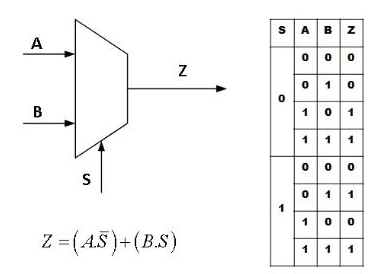 A
B
Z
S
Z = (A.S̅) + (B.S)
S A B Z
0
0 0 0
0 1 0
1 0 1
1 1 1
1
0 0 0
0 1 1
1 0 0
1 1 1